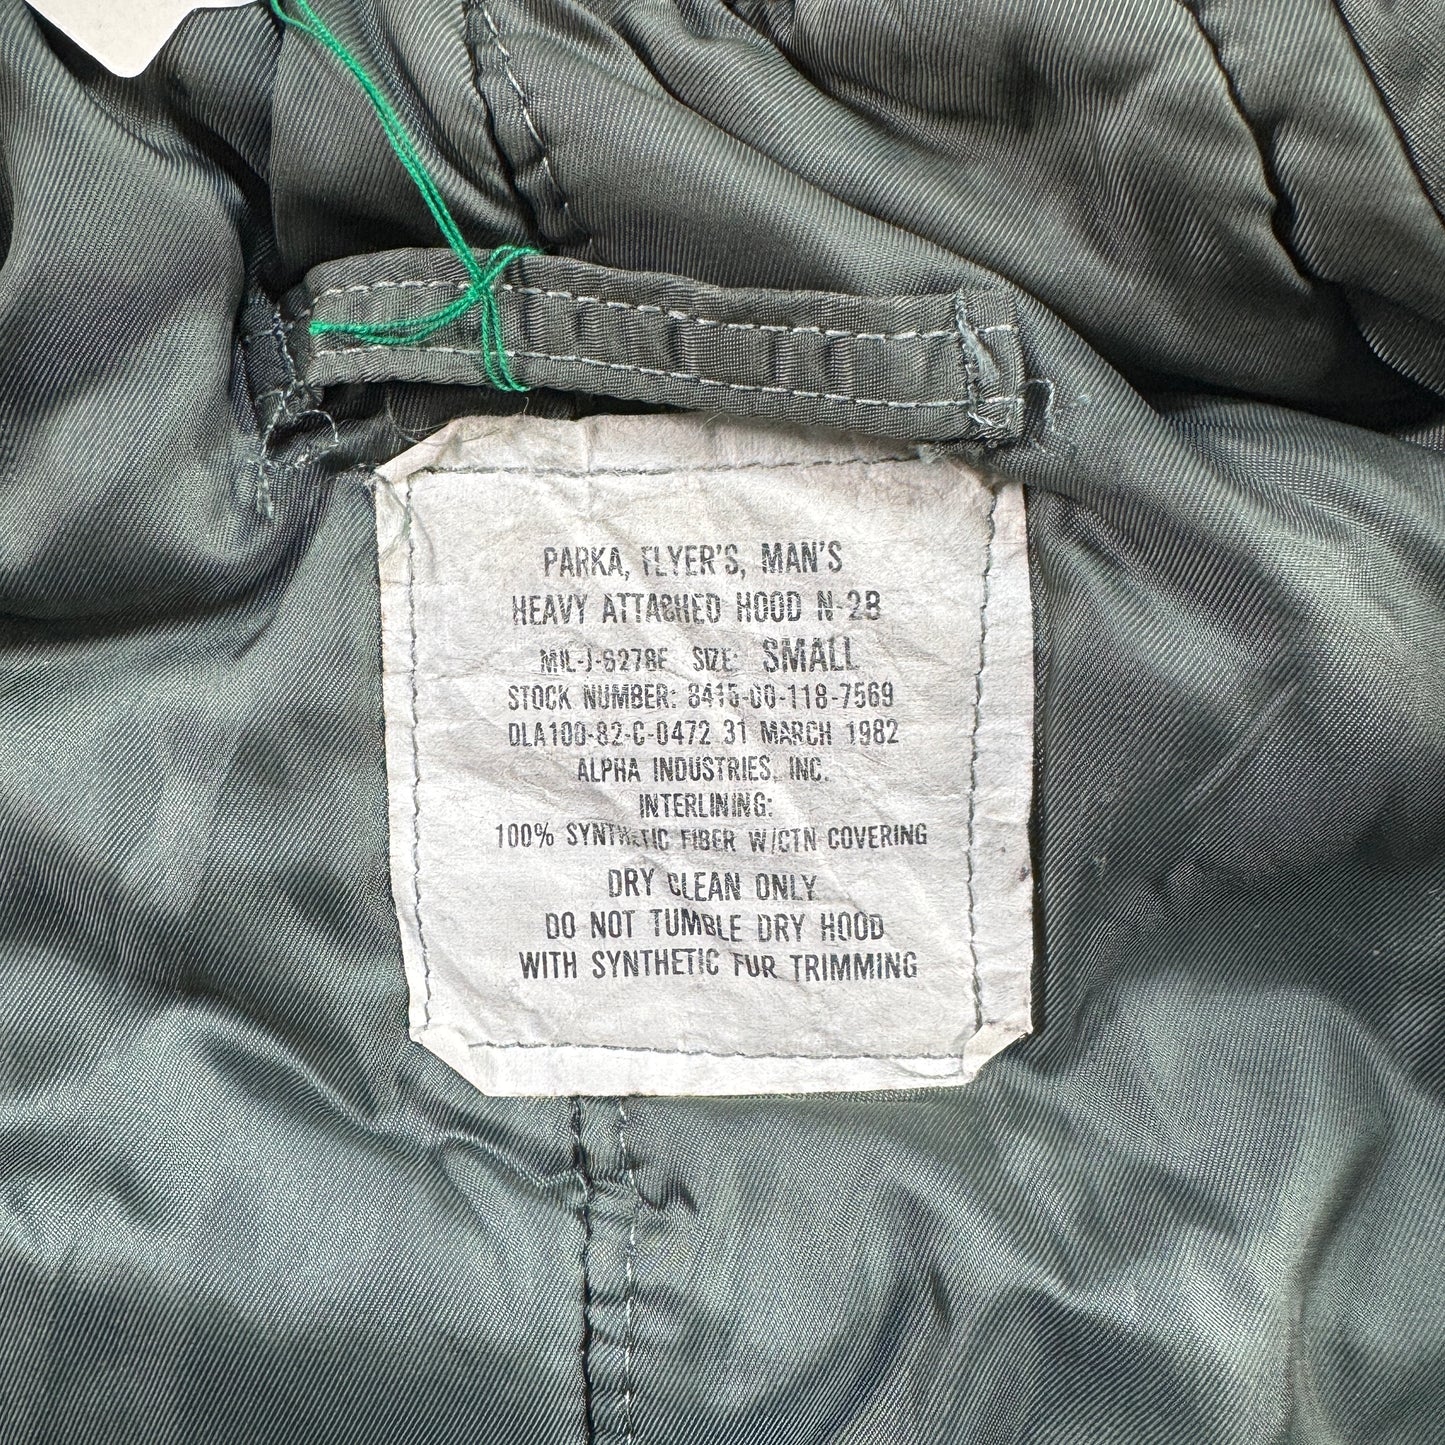 PARKA, FLYER'S, MAN'S
HEAVY ATTACHED HOOD N-2B
MIL-J-6278E SIZE: SMALL
STOCK NUMBER: 8415-00-118-7569
DLA100-82-C-0472 31 MARCH 1982
ALPHA INDUSTRIES, INC.
INTERLINING:
100% SYNTHETIC FIBER W/CTN COVERING
DRY CLEAN ONLY
DO NOT TUMBLE DRY HOOD
WITH SYNTHETIC FUR TRIMMING